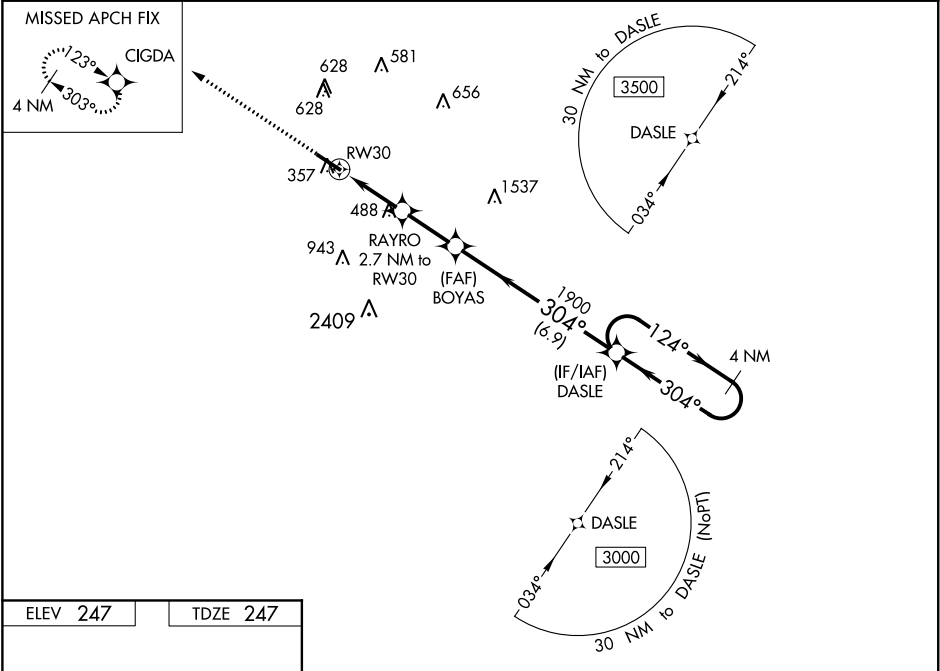 MISSED APCH FIX
CIGDA
123°
303°
4 NM
628
628
581
656
357
RW30
488
RAYRO
2.7 NM to
RW30
943
2409
1537
(FAF)
BOYAS
1900
304°
(6.9)
(IF/IAF)
DASLE
124°
304°
4 NM
30 NM to DASLE
3500
214°
DASLE
034°
214°
DASLE
3000
034°
30 NM to DASLE (NoPT)
ELEV 247
TDZE 247